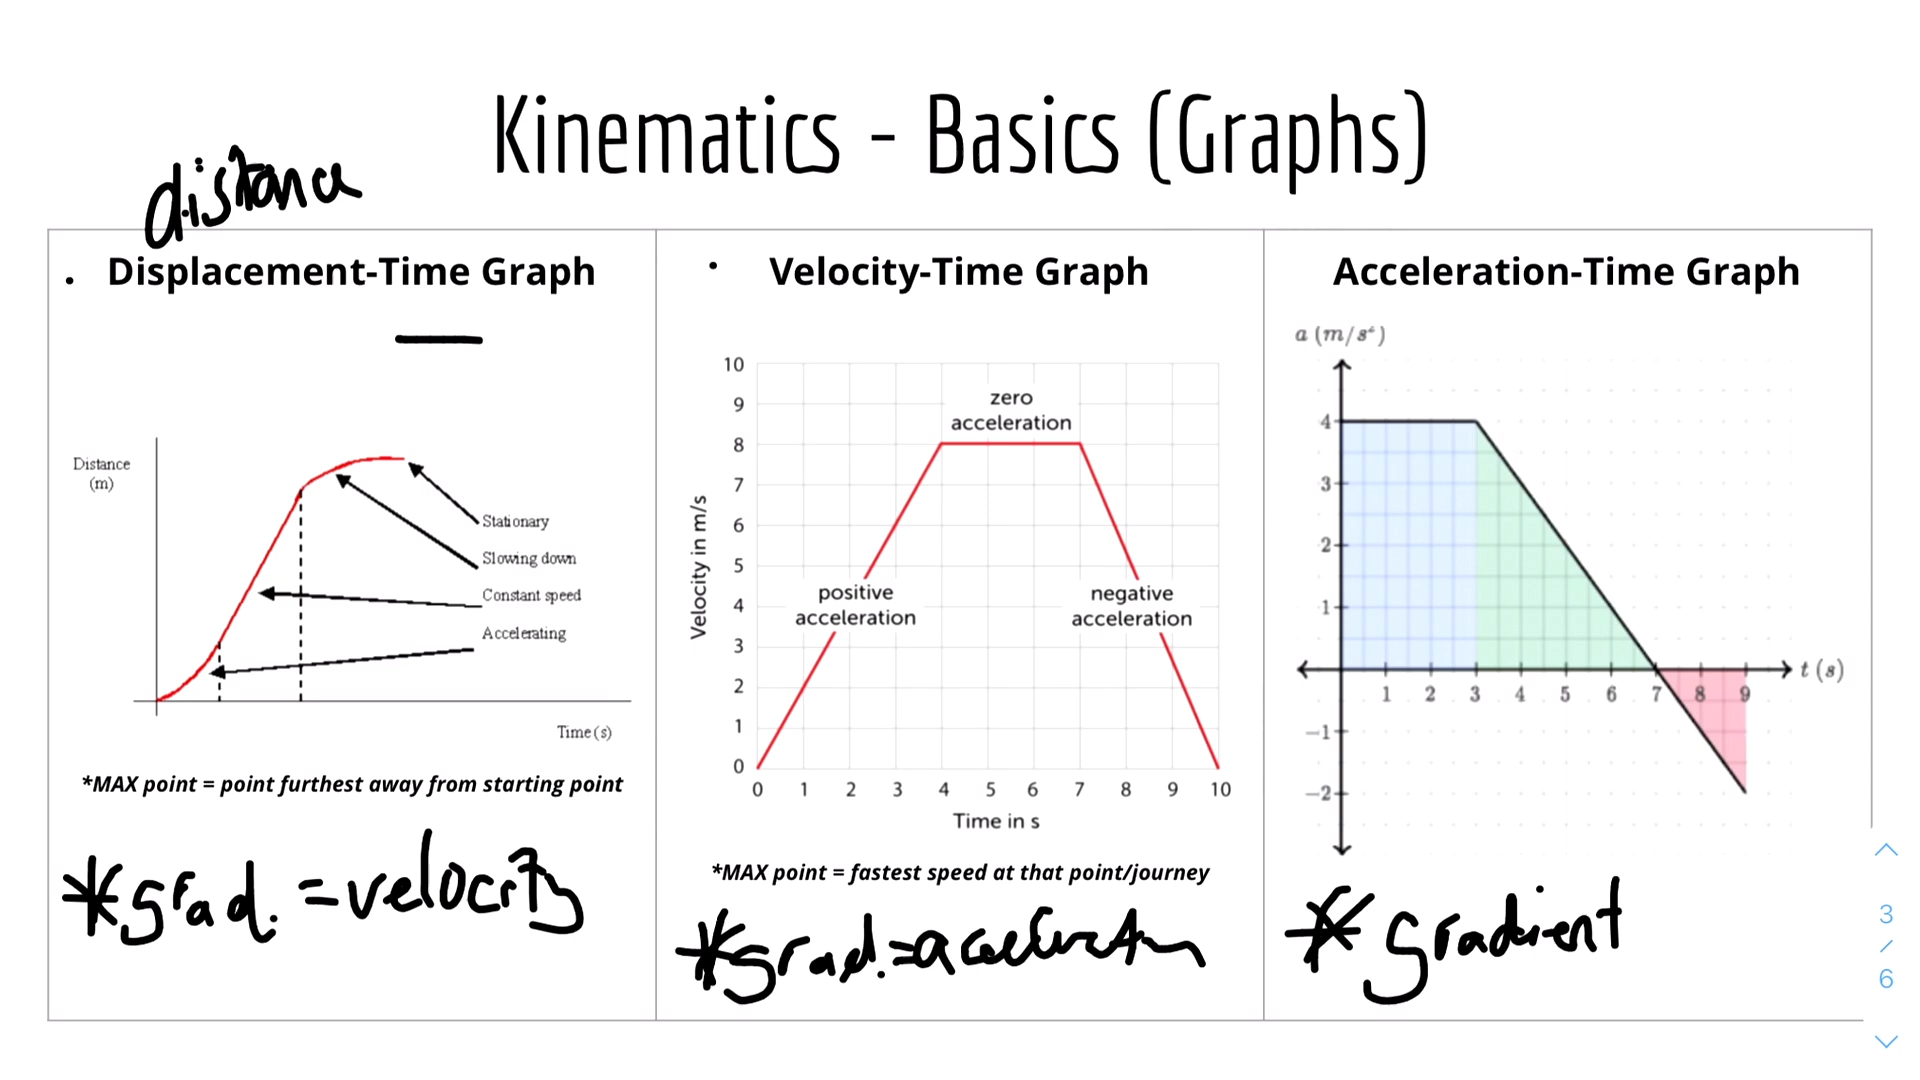 Kinematics - Basics (Graphs)
distance
. Displacement-Time Graph
Distance
(m)
Stationary
Slowing down
Constant speed
Accelerating
Time (s)
*MAX point = point furthest away from starting point
*grad. = velocity
· Velocity-Time Graph
10
9
8
7
6
5
4
3
2
1
0
Velocity in m/s
zero
acceleration
positive
acceleration
negative
acceleration
0 1 2 3 4 5 6 7 8 9 10
Time in s
*MAX point = fastest speed at that point/journey
*grad.=acceleration
Acceleration-Time Graph
a (m/s²)
4
3
2
1
1 2 3 4 5 6 7 8 9
t (s)
-1
-2
*gradient
3
/
6